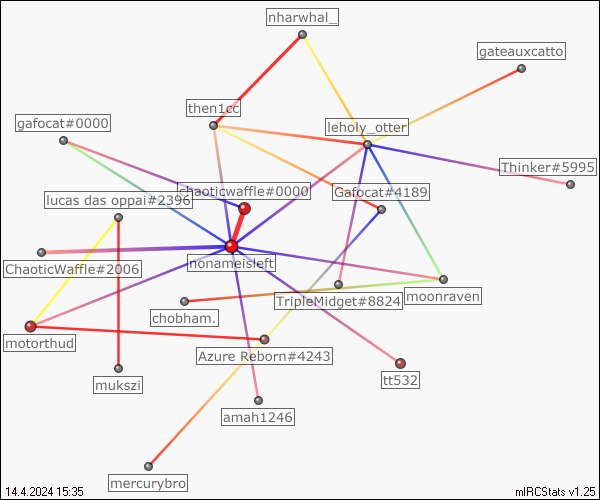 nharwhal_
gateauxcatto
then1cc
gafocat#0000
leholy_otter
Thinker#5995
chaoticwaffle#0000
Gafocat#4189
lucas das oppai#2396
nonameisleft
ChaoticWaffle#2006
moonraven
TripleMidget#8824
chobham.
motorthud
Azure Reborn#4243
tt532
mukszi
amah1246
mercurybro
14.4.2024 15:35
mIRCStats v1.25